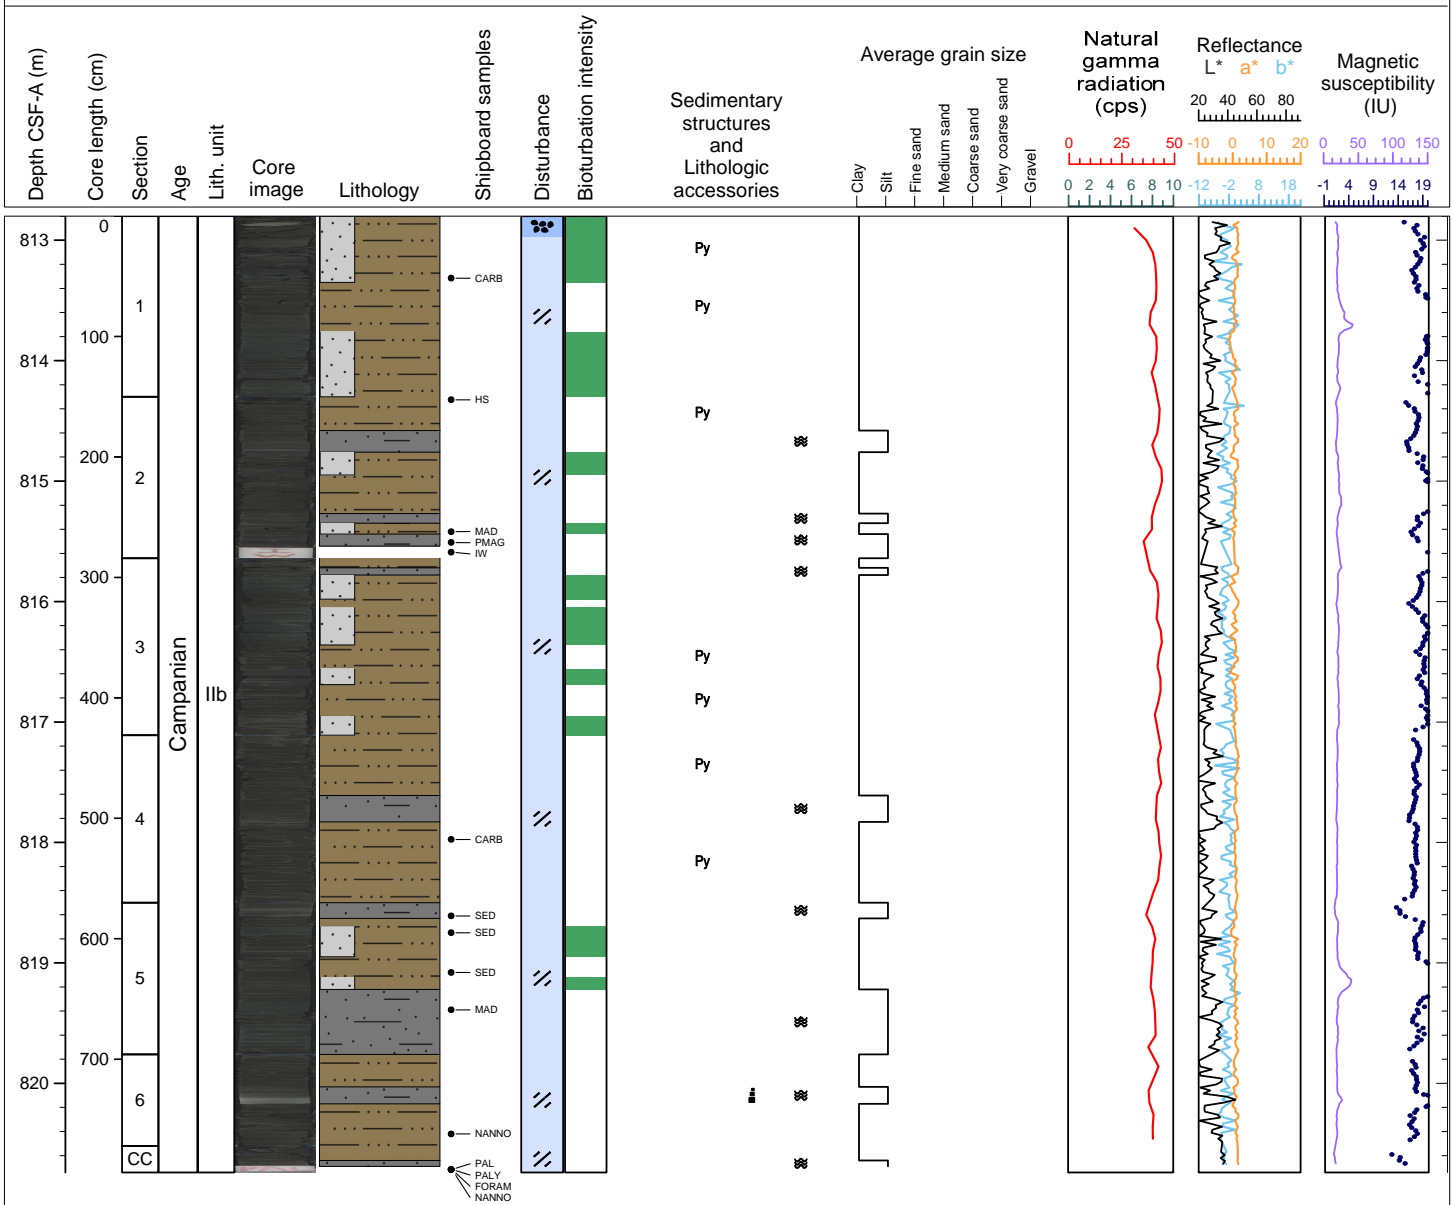 Depth CSF-A (m)
Core length (cm)
Section
Age
Lith. unit
Core
image
Lithology
Shipboard samples
Disturbance
Bioturbation intensity
Sedimentary
structures
and
Lithologic
accessories
Average grain size
Clay
Silt
Fine sand
Medium sand
Coarse sand
Very coarse sand
Gravel
Natural
gamma
radiation
(cps)
0 25 50
0 2 4 6 8 10
Reflectance
L* a* b*
20 40 60 80
-10 0 10 20
-12 -2 8 18
Magnetic
susceptibility
(IU)
0 50 100 150
-1 4 9 14 19
813
814
815
816
817
818
819
820
0
100
200
300
400
500
600
700
1
2
3
4
5
6
CC
Campanian
IIb
CARB
HS
MAD
PMAG
IW
CARB
SED
SED
SED
MAD
NANNO
PAL
PALY
FORAM
NANNO
Py
Py
Py
Py
Py
Py
Py